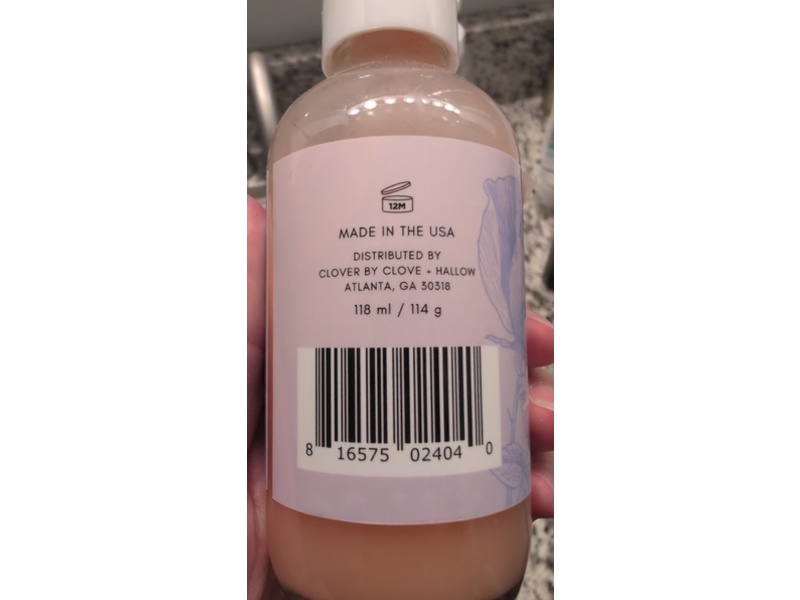 12M
MADE IN THE USA
DISTRIBUTED BY
CLOVER BY CLOVE + HALLOW
ATLANTA, GA 30318
118 ml / 114 g
8 16575 02404 0